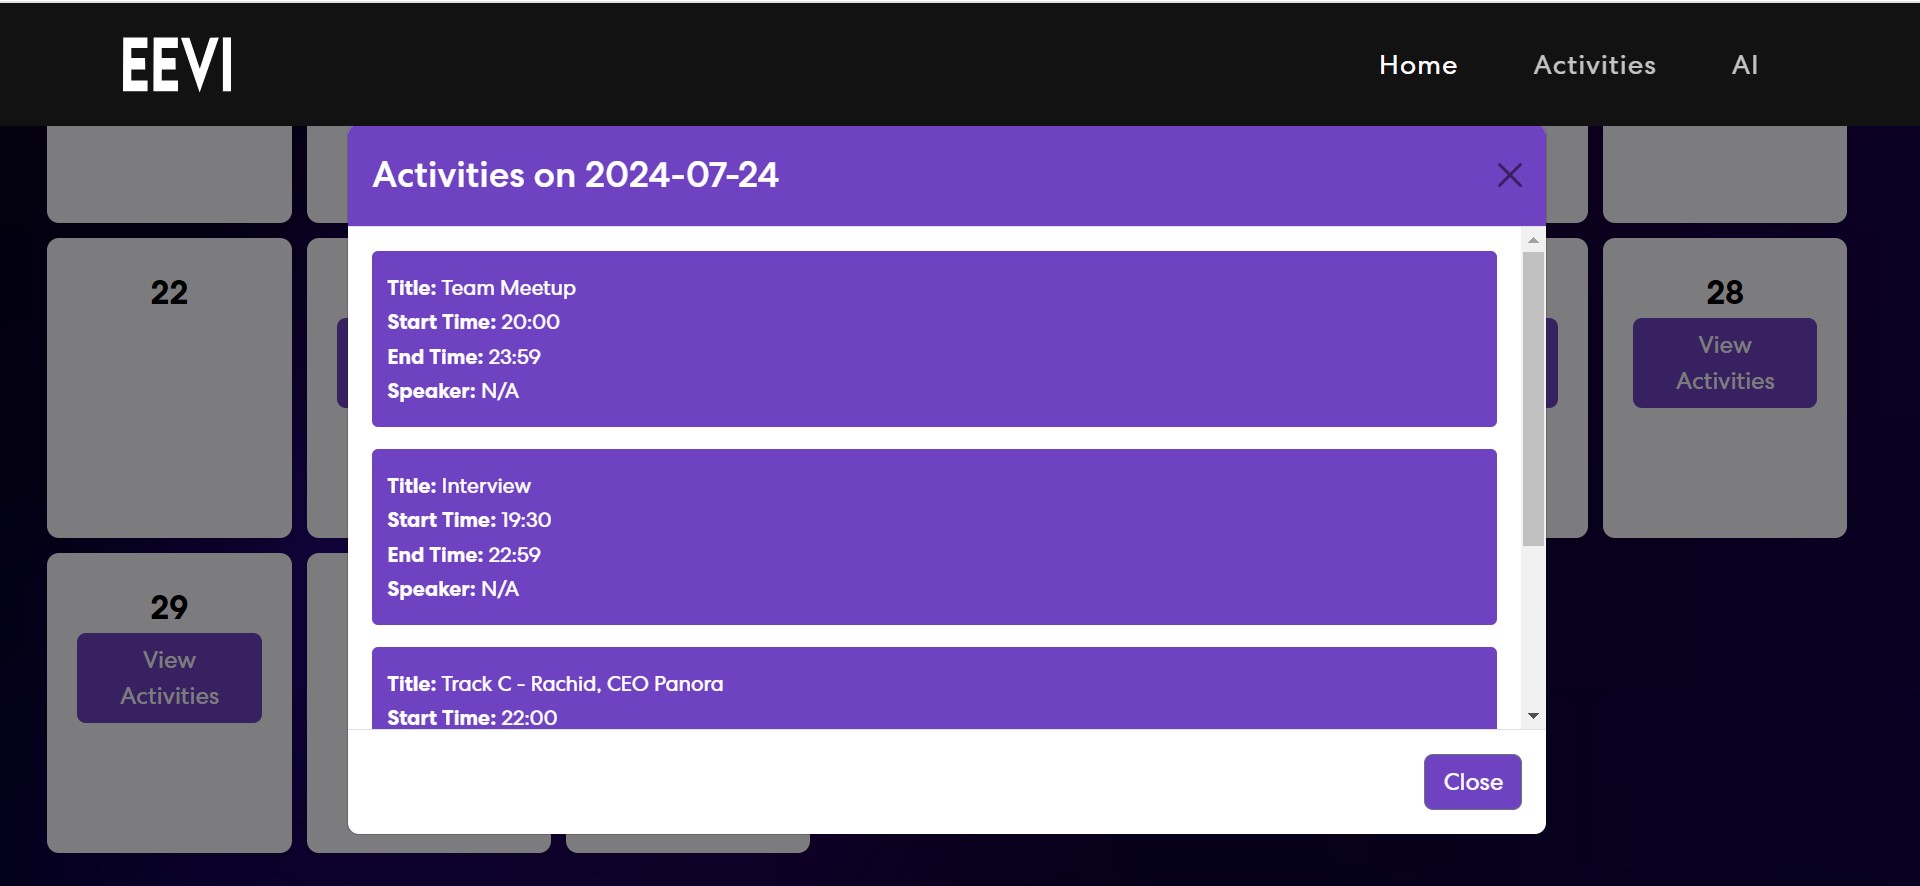 EEVI
Home
Activities
AI
Activities on 2024-07-24
Title: Team Meetup
Start Time: 20:00
End Time: 23:59
Speaker: N/A
Title: Interview
Start Time: 19:30
End Time: 22:59
Speaker: N/A
Title: Track C - Rachid, CEO Panora
Start Time: 22:00
Close
22
28
View
Activities
29
View
Activities